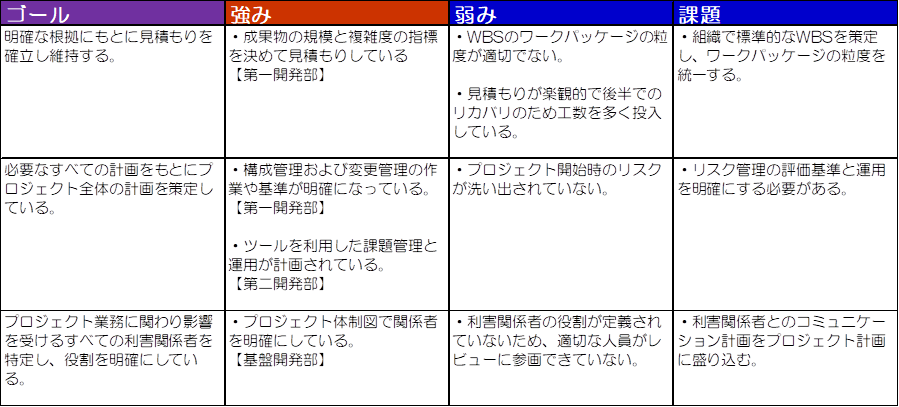 ゴール
強み
弱み
課題
明確な根拠にもとに見積もりを
確立し維持する。
・成果物の規模と複雑度の指標
を決めて見積もりしている
【第一開発部】
・WBSのワークパッケージの粒
度が適切でない。
・見積もりが楽観的で後半での
リカバリのため工数を多く投入
している。
・組織で標準的なWBSを策定
し、ワークパッケージの粒度を
統一する。
必要なすべての計画をもとにプ
ロジェクト全体の計画を策定し
ている。
・構成管理および変更管理の作
業や基準が明確になっている。
【第一開発部】
・ツールを利用した課題管理と
運用が計画されている。
【第二開発部】
・プロジェクト開始時のリスク
が洗い出されていない。
・リスク管理の評価基準と運用
を明確にする必要がある。
プロジェクト業務に関わり影響
を受けるすべての利害関係者を
特定し、役割を明確にしてい
る。
・プロジェクト体制図で関係者
を明確にしている。
【基盤開発部】
・利害関係者の役割が定義され
ていないため、適切な人員がレ
ビューに参画できていない。
・利害関係者とのコミュニケー
ション計画をプロジェクト計画
に盛り込む。